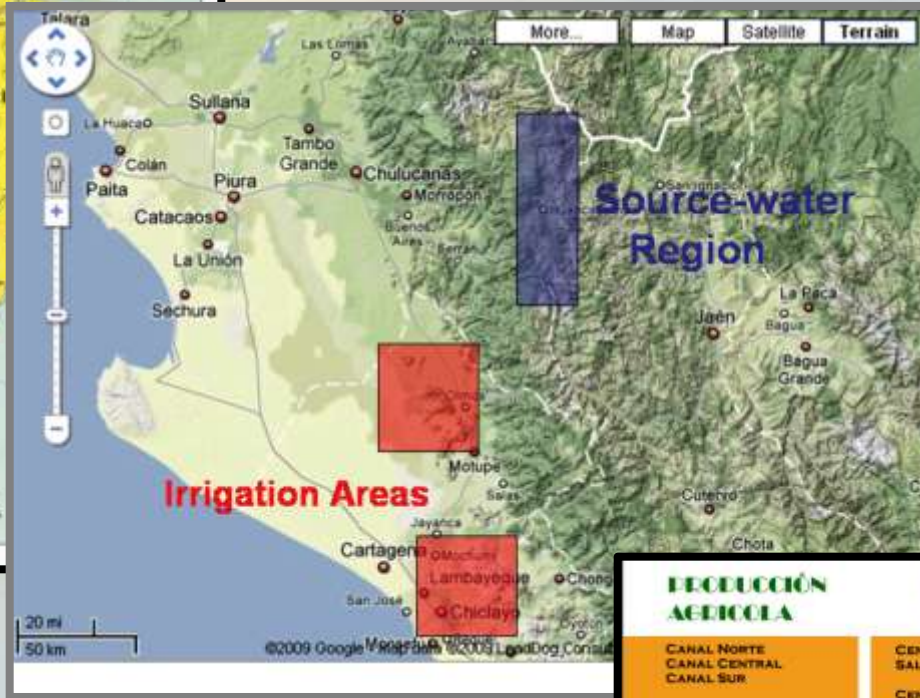 Talara
More...
Map
Satellite
Terrain
Las Lomas
Sullana
La Huaca
Tambo
Grande
Colán
Paita
Piura
Chulucanas
Morropón
Catacaos
Buenos
Aires
La Unión
Serran
Source-water
Region
Sechura
Jaén
La Peca
Bagua
Bagua
Grande
Motupe
Irrigation Areas
Salas
Cutervo
Jayanca
Chota
Cartagena
Mochumi
Lambayeque
San José
Chiclayo
20 mi
50 km
©2009 Google
PRODUCCIÓN
AGRICOLA
CANAL NORTE
CANAL CENTRAL
CANAL SUR